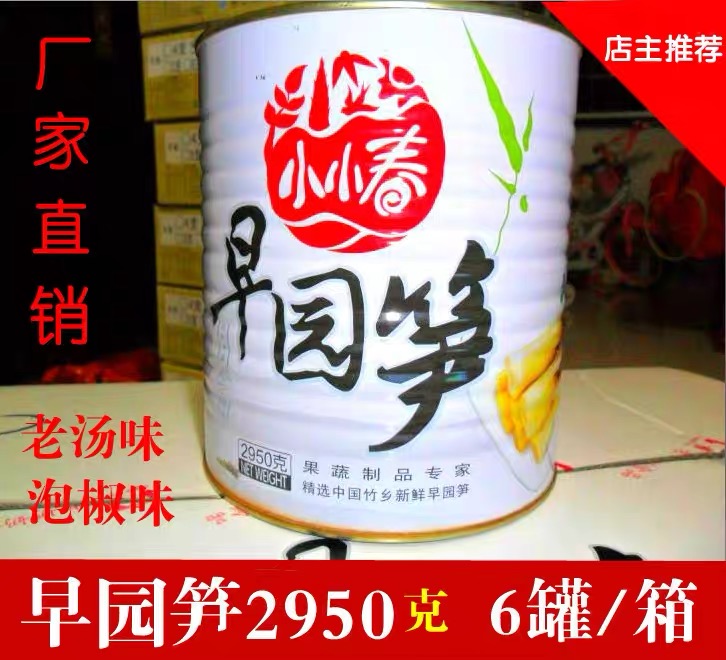 店主推荐
厂家直销
小小春
早园笋
2950克
NET WEIGHT
果蔬制品专家
精选中国竹乡新鲜早园笋
老汤味
泡椒味
早园笋2950克 6罐/箱